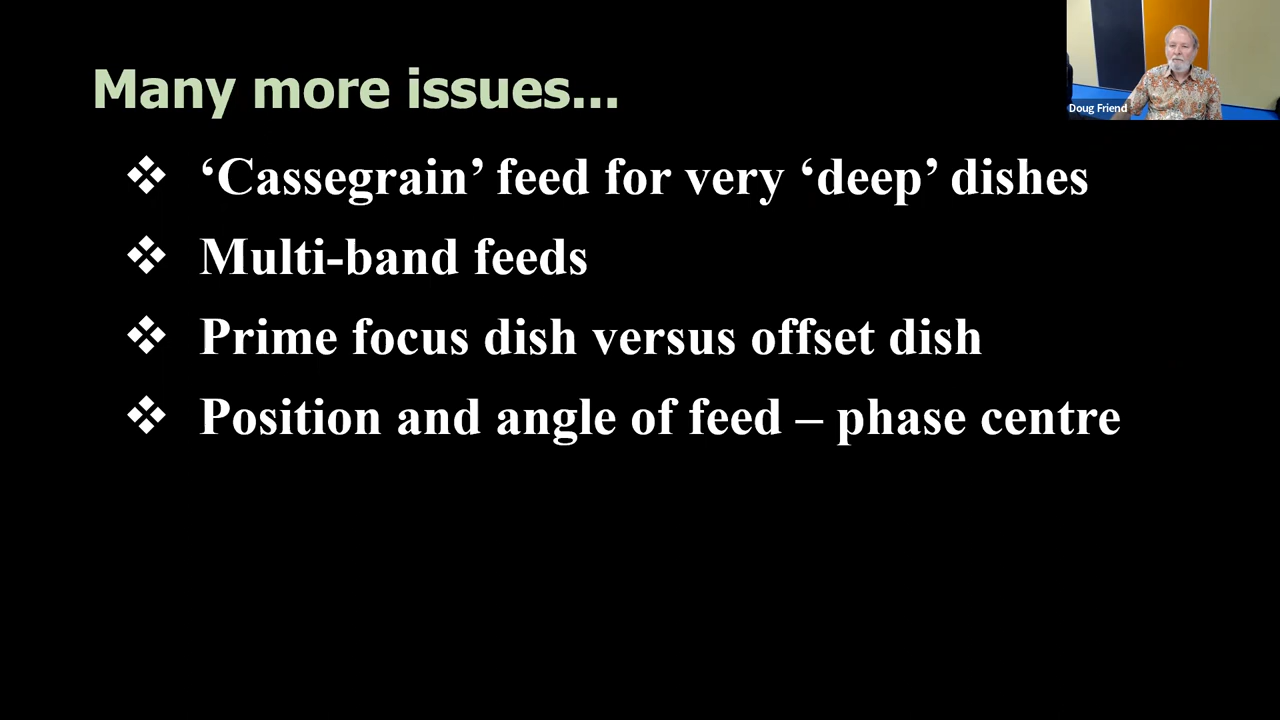 Many more issues...
Doug Friend
❖ ‘Cassegrain’ feed for very ‘deep’ dishes
❖ Multi-band feeds
❖ Prime focus dish versus offset dish
❖ Position and angle of feed – phase centre